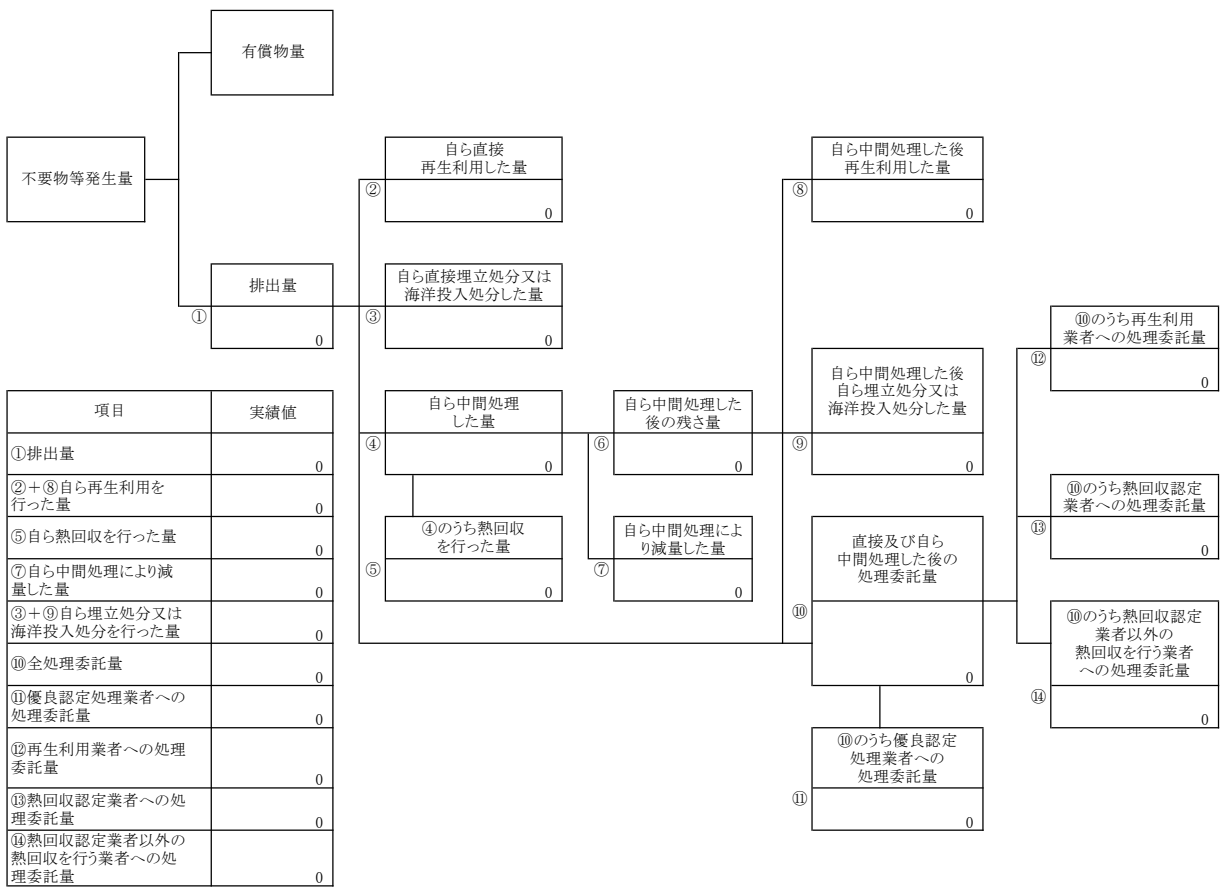 有償物量
不要物等発生量
自ら直接
再生利用した量
②
0
自ら中間処理した後
再生利用した量
⑧
0
排出量
①
0
自ら直接埋立処分又は
海洋投入処分した量
③
0
⑩のうち再生利用
業者への処理委託量
⑫
0
自ら中間処理
した量
④
0
自ら中間処理した
後の残さ量
⑥
0
自ら中間処理した後
自ら埋立処分又は
海洋投入処分した量
⑨
0
④のうち熱回収
を行った量
⑤
0
自ら中間処理によ
り減量した量
⑦
0
直接及び自ら
中間処理した後の
処理委託量
⑩
0
⑩のうち熱回収認定
業者への処理委託量
⑬
0
⑩のうち熱回収認定
業者以外の
熱回収を行う業者
への処理委託量
⑭
0
⑩のうち優良認定
処理業者への
処理委託量
⑪
0
項目 実績値
①排出量
0
②+⑧自ら再生利用を
行った量 0
⑤自ら熱回収を行った量
0
⑦自ら中間処理により減
量した量 0
③+⑨自ら埋立処分又は
海洋投入処分を行った量 0
⑩全処理委託量
0
⑪優良認定処理業者への
処理委託量 0
⑫再生利用業者への処理
委託量
0
⑬熱回収認定業者への処
理委託量 0
⑭熱回収認定業者以外の
熱回収を行う業者への処
理委託量 0